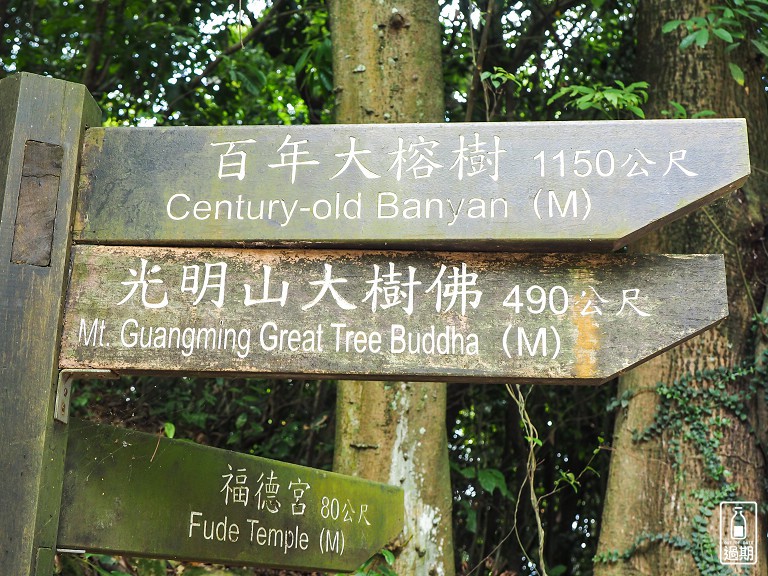 百年大榕樹 1150公尺
Century-old Banyan (M)
光明山大樹佛 490公尺
Mt. Guangming Great Tree Buddha (M)
福德宮 80公尺
Fude Temple (M)
過期